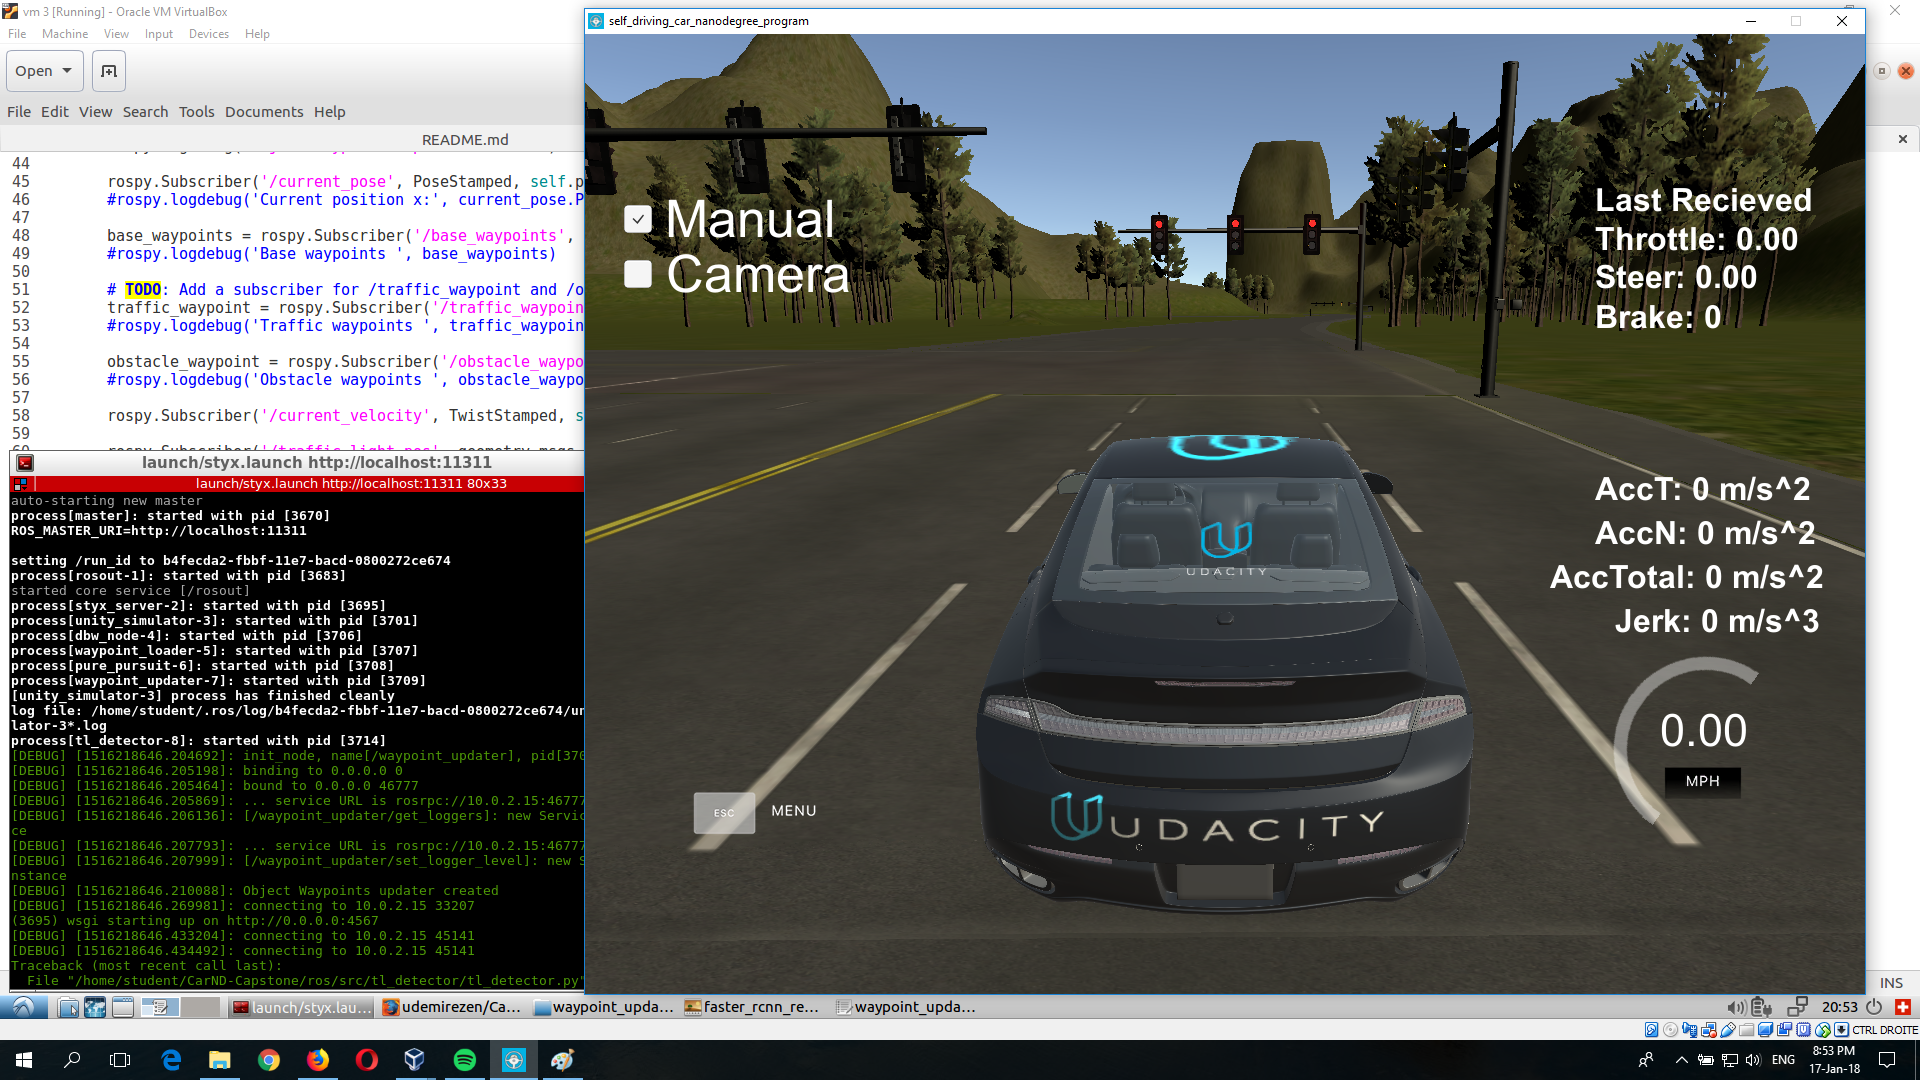 vm 3 [Running] - Oracle VM VirtualBox
File Machine View Input Devices Help
Open
File Edit View Search Tools Documents Help
README.md
44
45 rospy.Subscriber('/current_pose', PoseStamped, self.p
46 #rospy.logdebug('Current position x:', current_pose.P
47
48 base_waypoints = rospy.Subscriber('/base_waypoints',
49 #rospy.logdebug('Base waypoints ', base_waypoints)
50
51 # TODO: Add a subscriber for /traffic_waypoint and /o
52 traffic_waypoint = rospy.Subscriber('/traffic_waypoin
53 #rospy.logdebug('Traffic waypoints ', traffic_waypoin
54
55 obstacle_waypoint = rospy.Subscriber('/obstacle_waypo
56 #rospy.logdebug('Obstacle waypoints ', obstacle_waypo
57
58 rospy.Subscriber('/current_velocity', TwistStamped, s
59
launch/styx.launch http://localhost:11311
launch/styx.launch http://localhost:11311 80x33
auto-starting new master
process[master]: started with pid [3670]
ROS_MASTER_URI=http://localhost:11311
setting /run_id to b4fecda2-fbbf-11e7-bacd-0800272ce674
process[rosout-1]: started with pid [3683]
started core service [/rosout]
process[styx_server-2]: started with pid [3695]
process[unity_simulator-3]: started with pid [3701]
process[dbw_node-4]: started with pid [3706]
process[waypoint_loader-5]: started with pid [3707]
process[pure_pursuit-6]: started with pid [3708]
process[waypoint_updater-7]: started with pid [3709]
[unity_simulator-3] process has finished cleanly
log file: /home/student/.ros/log/b4fecda2-fbbf-11e7-bacd-0800272ce674/un
lator-3*.log
process[tl_detector-8]: started with pid [3714]
[DEBUG] [1516218646.204692]: init_node, name[/waypoint_updater], pid[370
[DEBUG] [1516218646.205198]: binding to 0.0.0.0 0
[DEBUG] [1516218646.205464]: bound to 0.0.0.0 46777
[DEBUG] [1516218646.205869]: ... service URL is rosrpc://10.0.2.15:46777
[DEBUG] [1516218646.206136]: [/waypoint_updater/get_loggers]: new Servic
ce
[DEBUG] [1516218646.207793]: ... service URL is rosrpc://10.0.2.15:46777
[DEBUG] [1516218646.207999]: [/waypoint_updater/set_logger_level]: new S
nstance
[DEBUG] [1516218646.210088]: Object Waypoints updater created
[DEBUG] [1516218646.269981]: connecting to 10.0.2.15 33207
(3695) wsgi starting up on http://0.0.0.0:4567
[DEBUG] [1516218646.433204]: connecting to 10.0.2.15 45141
[DEBUG] [1516218646.434492]: connecting to 10.0.2.15 45141
Traceback (most recent call last):
File "/home/student/CarND-Capstone/ros/src/tl_detector/tl_detector.py"
self_driving_car_nanodegree_program
Manual
Camera
Last Recieved
Throttle: 0.00
Steer: 0.00
Brake: 0
AccT: 0 m/s^2
AccN: 0 m/s^2
AccTotal: 0 m/s^2
Jerk: 0 m/s^3
0.00
MPH
UDACITY
UDACITY
ESC MENU
INS
launch/styx.lau... udemirezen/Ca... waypoint_upda... faster_rcnn_re... waypoint_upda...
20:53
CTRL DROITE
ENG
8:53 PM
17-Jan-18